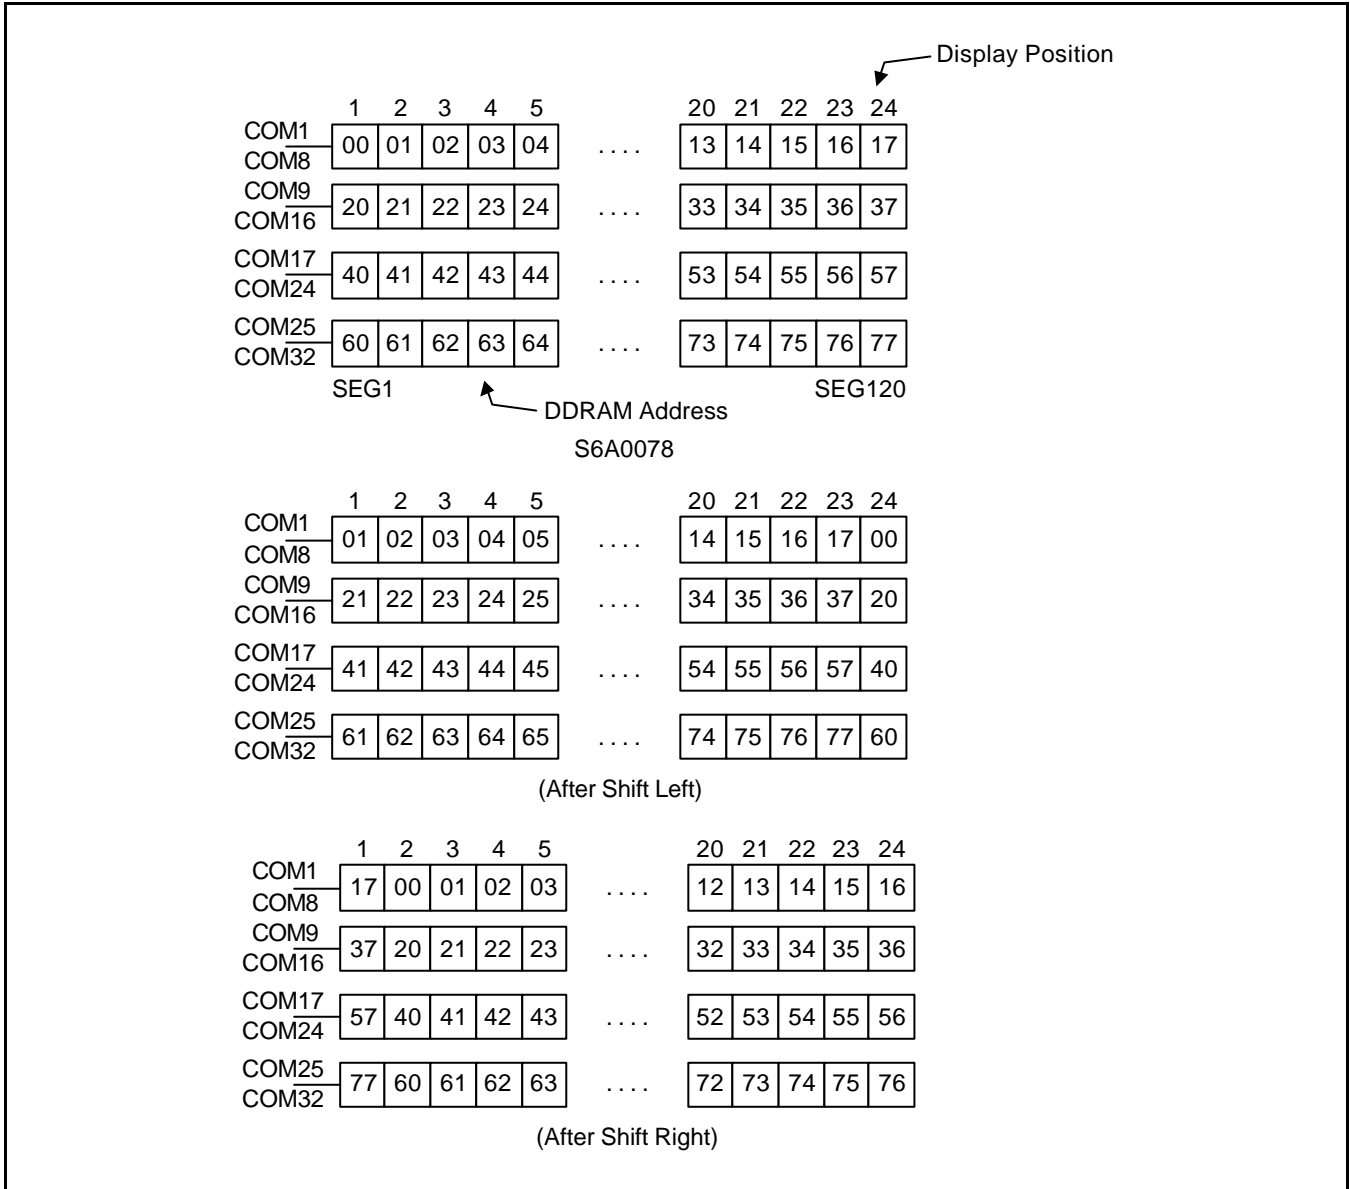 Display Position
1 2 3 4 5 20 21 22 23 24
COM1
00 01 02 03 04 .... 13 14 15 16 17
COM8
COM9
20 21 22 23 24 .... 33 34 35 36 37
COM16
COM17
40 41 42 43 44 .... 53 54 55 56 57
COM24
COM25
60 61 62 63 64 .... 73 74 75 76 77
COM32
SEG1 SEG120
DDRAM Address
S6A0078
1 2 3 4 5 20 21 22 23 24
COM1
01 02 03 04 05 .... 14 15 16 17 00
COM8
COM9
21 22 23 24 25 .... 34 35 36 37 20
COM16
COM17
41 42 43 44 45 .... 54 55 56 57 40
COM24
COM25
61 62 63 64 65 .... 74 75 76 77 60
COM32
(After Shift Left)
1 2 3 4 5 20 21 22 23 24
COM1
17 00 01 02 03 .... 12 13 14 15 16
COM8
COM9
37 20 21 22 23 .... 32 33 34 35 36
COM16
COM17
57 40 41 42 43 .... 52 53 54 55 56
COM24
COM25
77 60 61 62 63 .... 72 73 74 75 76
COM32
(After Shift Right)